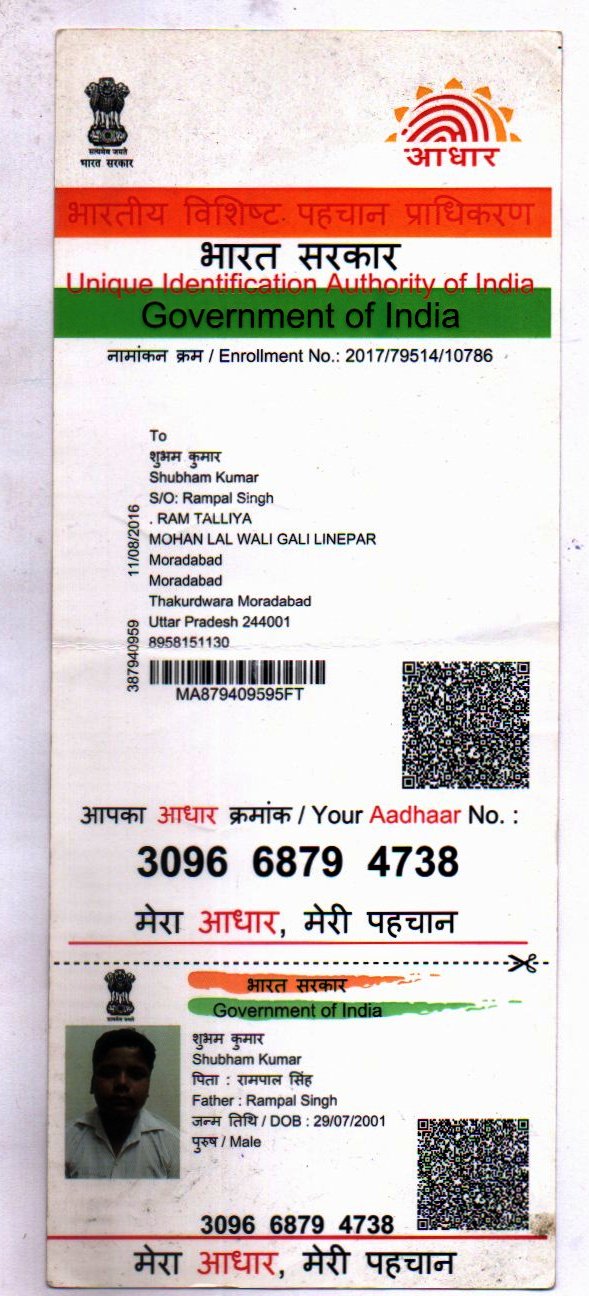 सत्यमेव जयते
भारत सरकार
आधार
भारतीय विशिष्ट पहचान प्राधिकरण
भारत सरकार
Unique Identification Authority of India
Government of India
नामांकन क्रम / Enrollment No.: 2017/79514/10786
To
शुभम कुमार
Shubham Kumar
S/O: Rampal Singh
. RAM TALLIYA
MOHAN LAL WALI GALI LINEPAR
Moradabad
Moradabad
Thakurdwara Moradabad
Uttar Pradesh 244001
8958151130
11/08/2016
387940959
MA879409595FT
आपका आधार क्रमांक / Your Aadhaar No. :
3096 6879 4738
मेरा आधार, मेरी पहचान
भारत सरकार
Government of India
शुभम कुमार
Shubham Kumar
पिता : रामपाल सिंह
Father : Rampal Singh
जन्म तिथि / DOB : 29/07/2001
पुरुष / Male
3096 6879 4738
मेरा आधार, मेरी पहचान